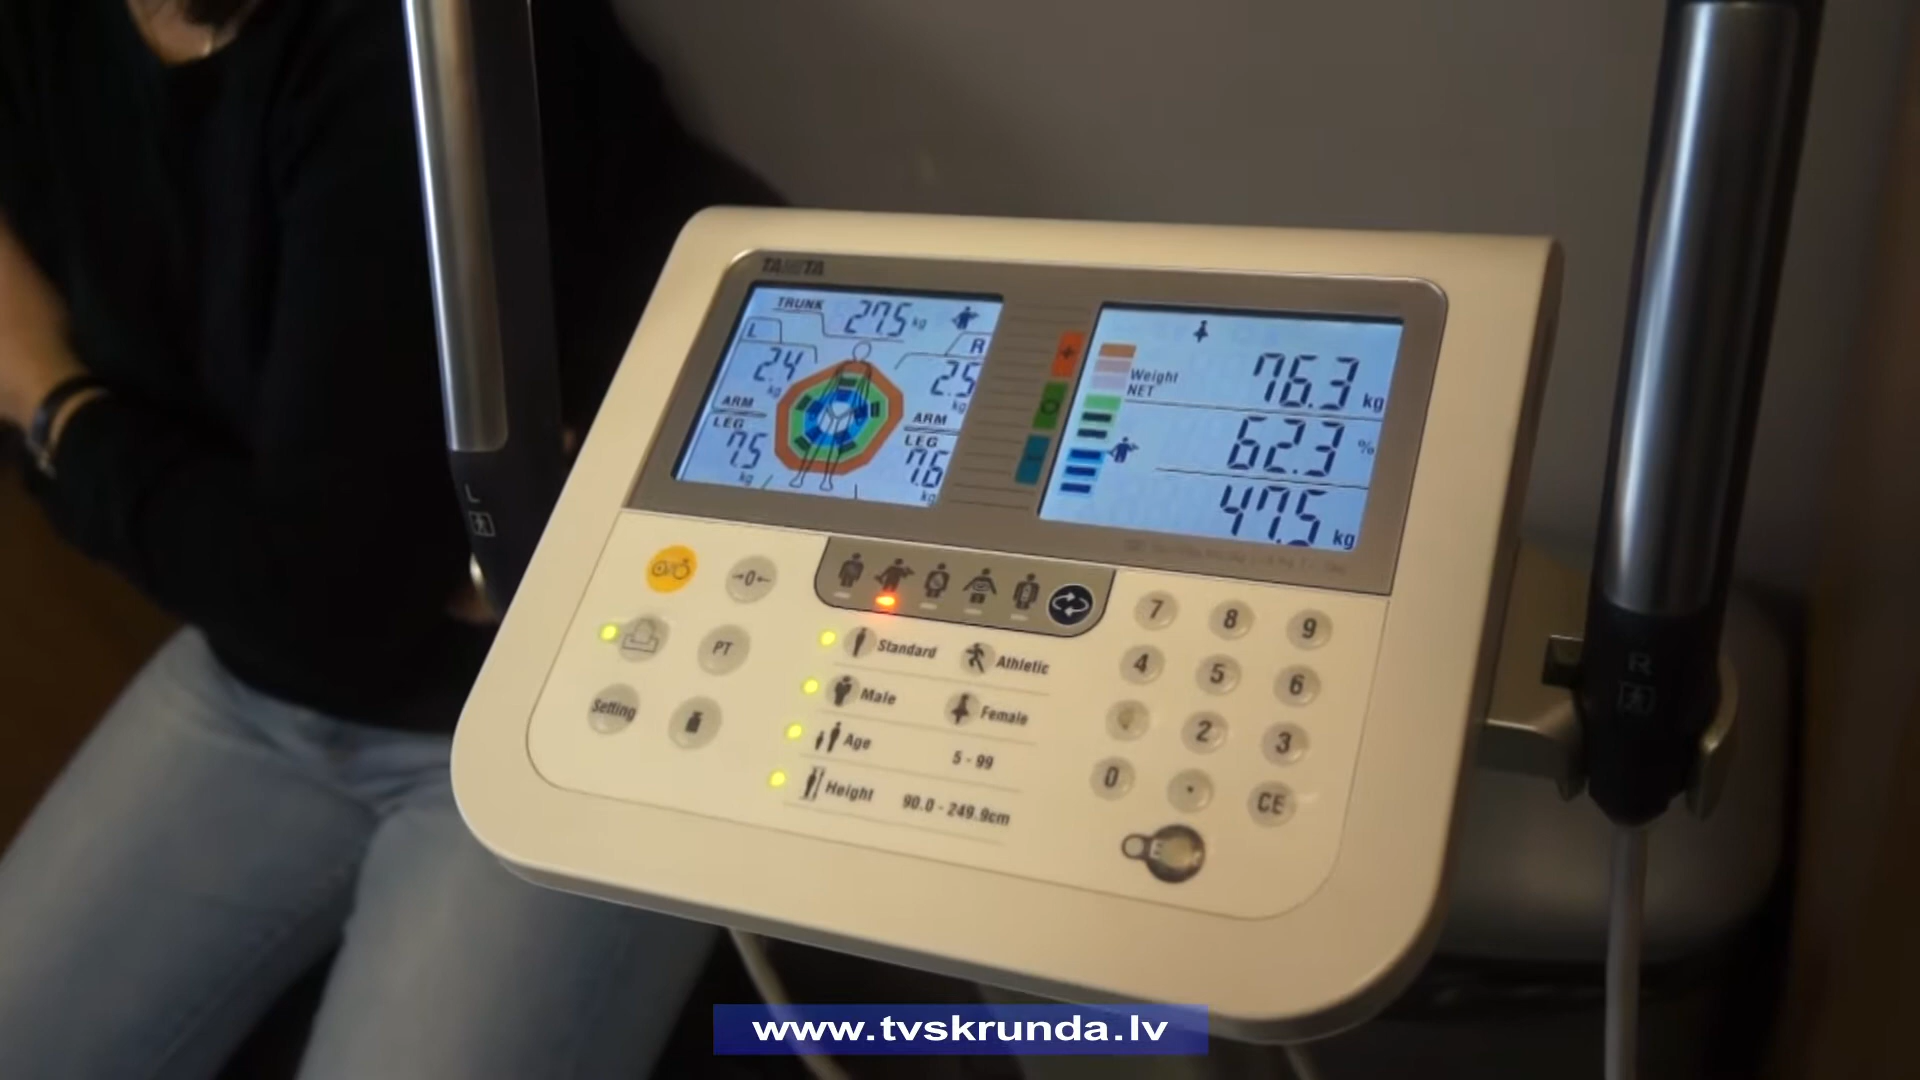 TANITA
TRUNK 27.5 kg
L
R
2.4 kg
2.5 kg
ARM
ARM
LEG
LEG
7.5 kg
7.6 kg
+
O
−
Weight
NET
76.3 kg
62.3 %
47.5 kg
L
R
→0←
PT
Setting
Standard
Athletic
Male
Female
Age
5 - 99
Height
90.0 - 249.9cm
7 8 9
4 5 6
2 3
0 . CE
www.tvskrunda.lv